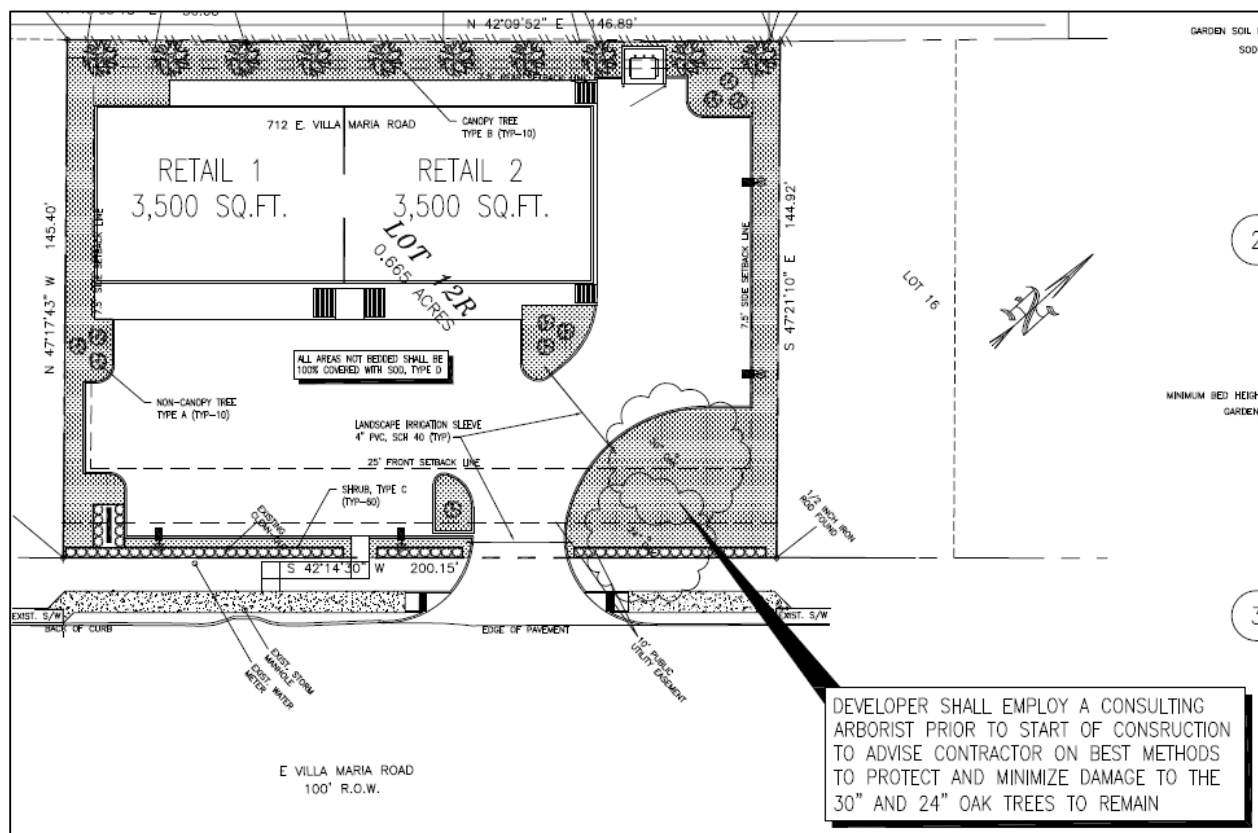 N 42°09'52" E 146.89'
GARDEN SOIL
SOD
7.5' REAR SETBACK LINE
712 E. VILLA MARIA ROAD
CANOPY TREE
TYPE B (TYP-10)
RETAIL 1
3,500 SQ.FT.
RETAIL 2
3,500 SQ.FT.
LOT 12R
0.665 ACRES
N 47°17'43" W 145.40'
7.5' SIDE SETBACK LINE
7.5' SIDE SETBACK LINE
S 47°21'10" E 144.92'
LOT 16
N
2
ALL AREAS NOT BEDDED SHALL BE
100% COVERED WITH SOD, TYPE D
NON-CANOPY TREE
TYPE A (TYP-10)
MINIMUM BED
GARDEN
LANDSCAPE IRRIGATION SLEEVE
4" PVC, SCH 40 (TYP)
25' FRONT SETBACK LINE
SHRUB, TYPE C
(TYP-60)
EXISTING
1/2 INCH IRON
ROD FOUND
S 42°14'30" W 200.15'
EXIST. S/W
BACK OF CURB
EDGE OF PAVEMENT
EXIST. S/W
3
EXIST. STORM
MANHOLE
EXIST. WATER
METER
10' PUBLIC
UTILITY EASEMENT
DEVELOPER SHALL EMPLOY A CONSULTING
ARBORIST PRIOR TO START OF CONSRUCTION
TO ADVISE CONTRACTOR ON BEST METHODS
TO PROTECT AND MINIMIZE DAMAGE TO THE
30" AND 24" OAK TREES TO REMAIN
E VILLA MARIA ROAD
100' R.O.W.